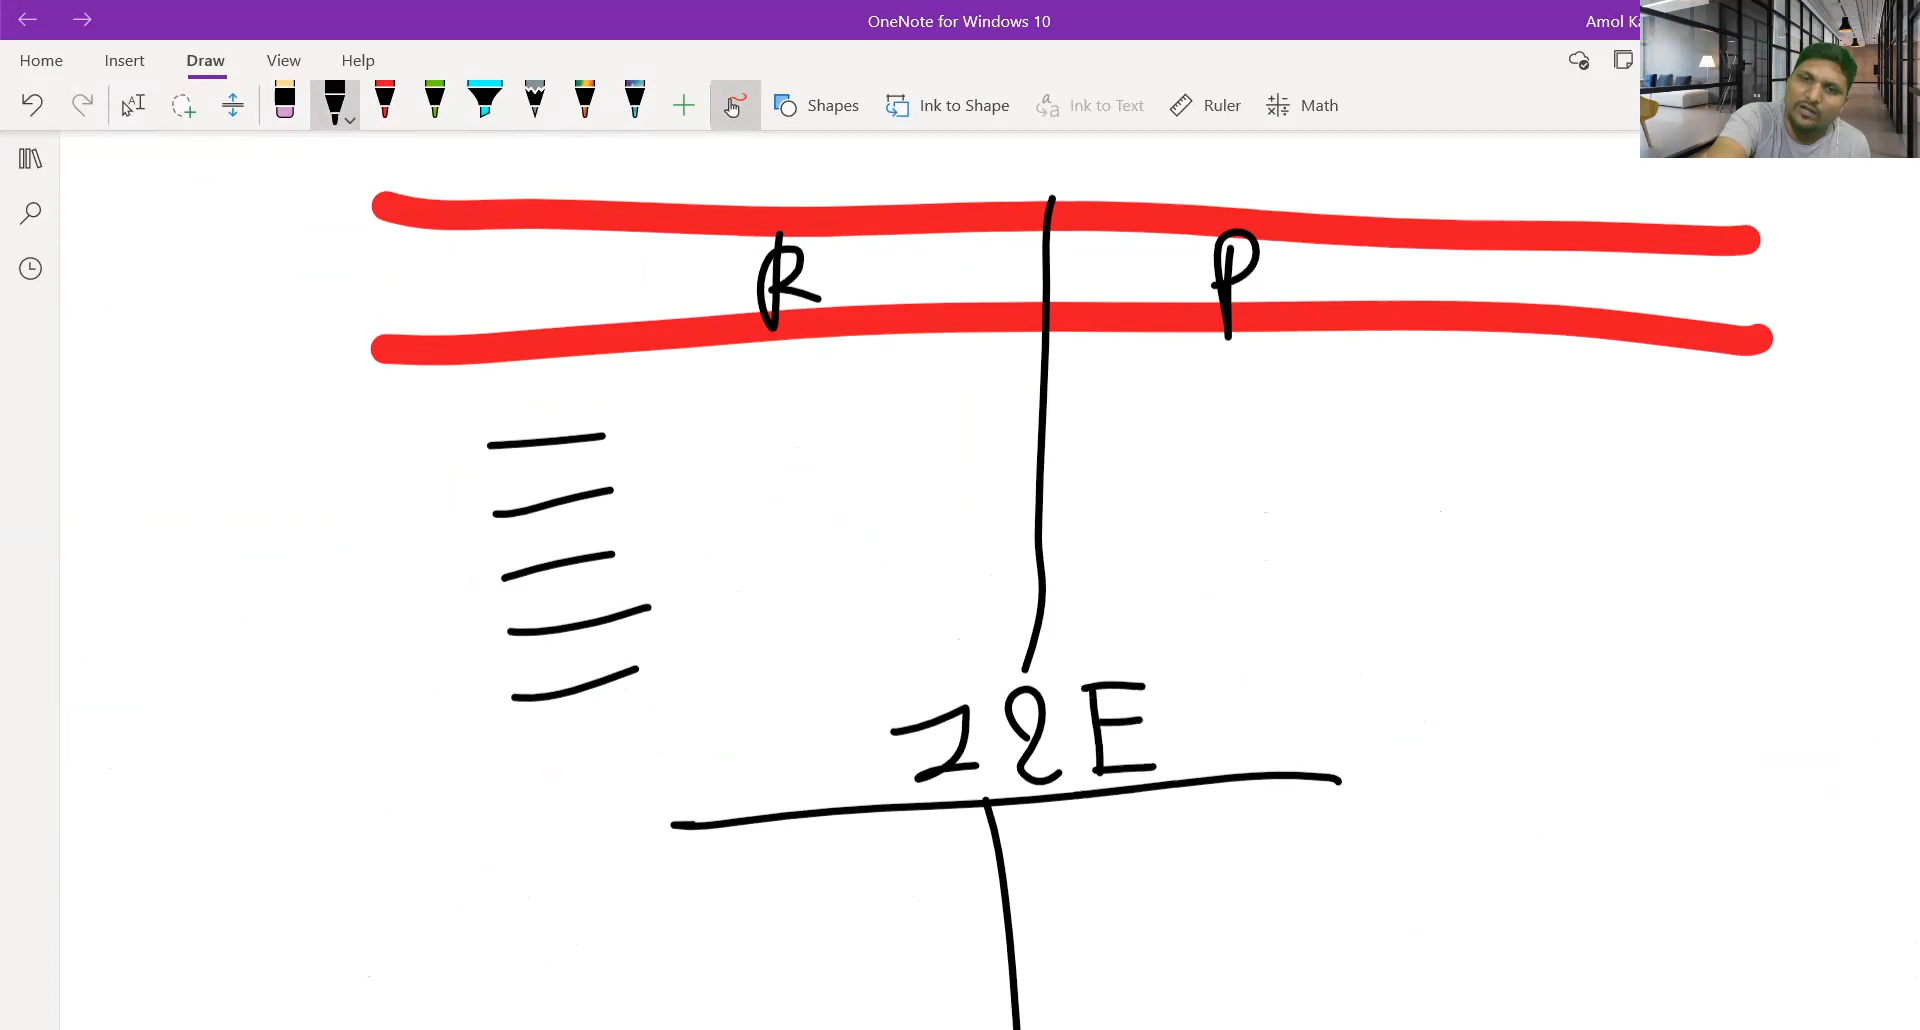 OneNote for Windows 10
Amol Ka
Home Insert Draw View Help
Shapes Ink to Shape Ink to Text Ruler Math
R P
I & E